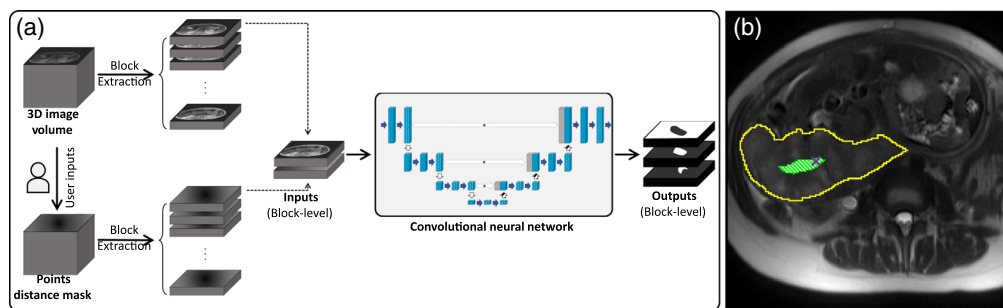 (a)
Block
Extraction
3D image
volume
User inputs
Block
Extraction
Points
distance mask
Inputs
(Block-level)
Convolutional neural network
Outputs
(Block-level)
(b)